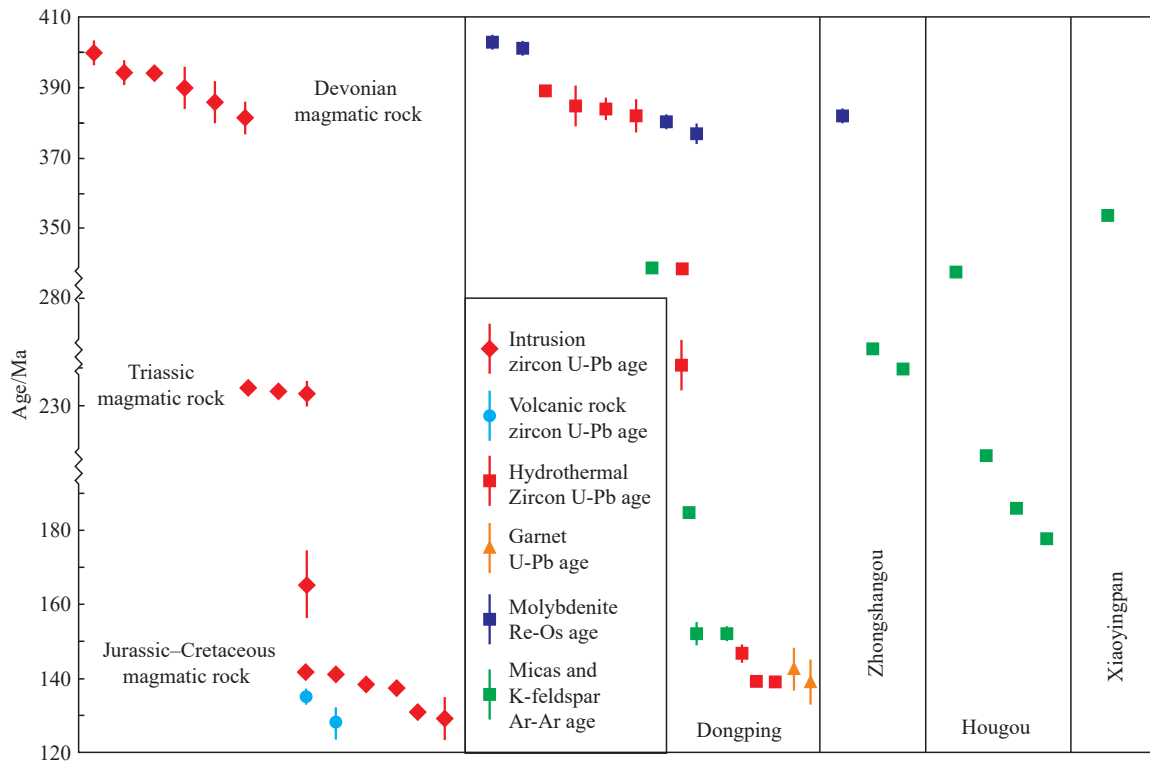 410
390
370
350
280
230
180
160
140
120
Age/Ma
Devonian
magmatic rock
Triassic
magmatic rock
Jurassic–Cretaceous
magmatic rock
Intrusion
zircon U-Pb age
Volcanic rock
zircon U-Pb age
Hydrothermal
Zircon U-Pb age
Garnet
U-Pb age
Molybdenite
Re-Os age
Micas and
K-feldspar
Ar-Ar age
Dongping
Zhongshangou
Hougou
Xiaoyingpan